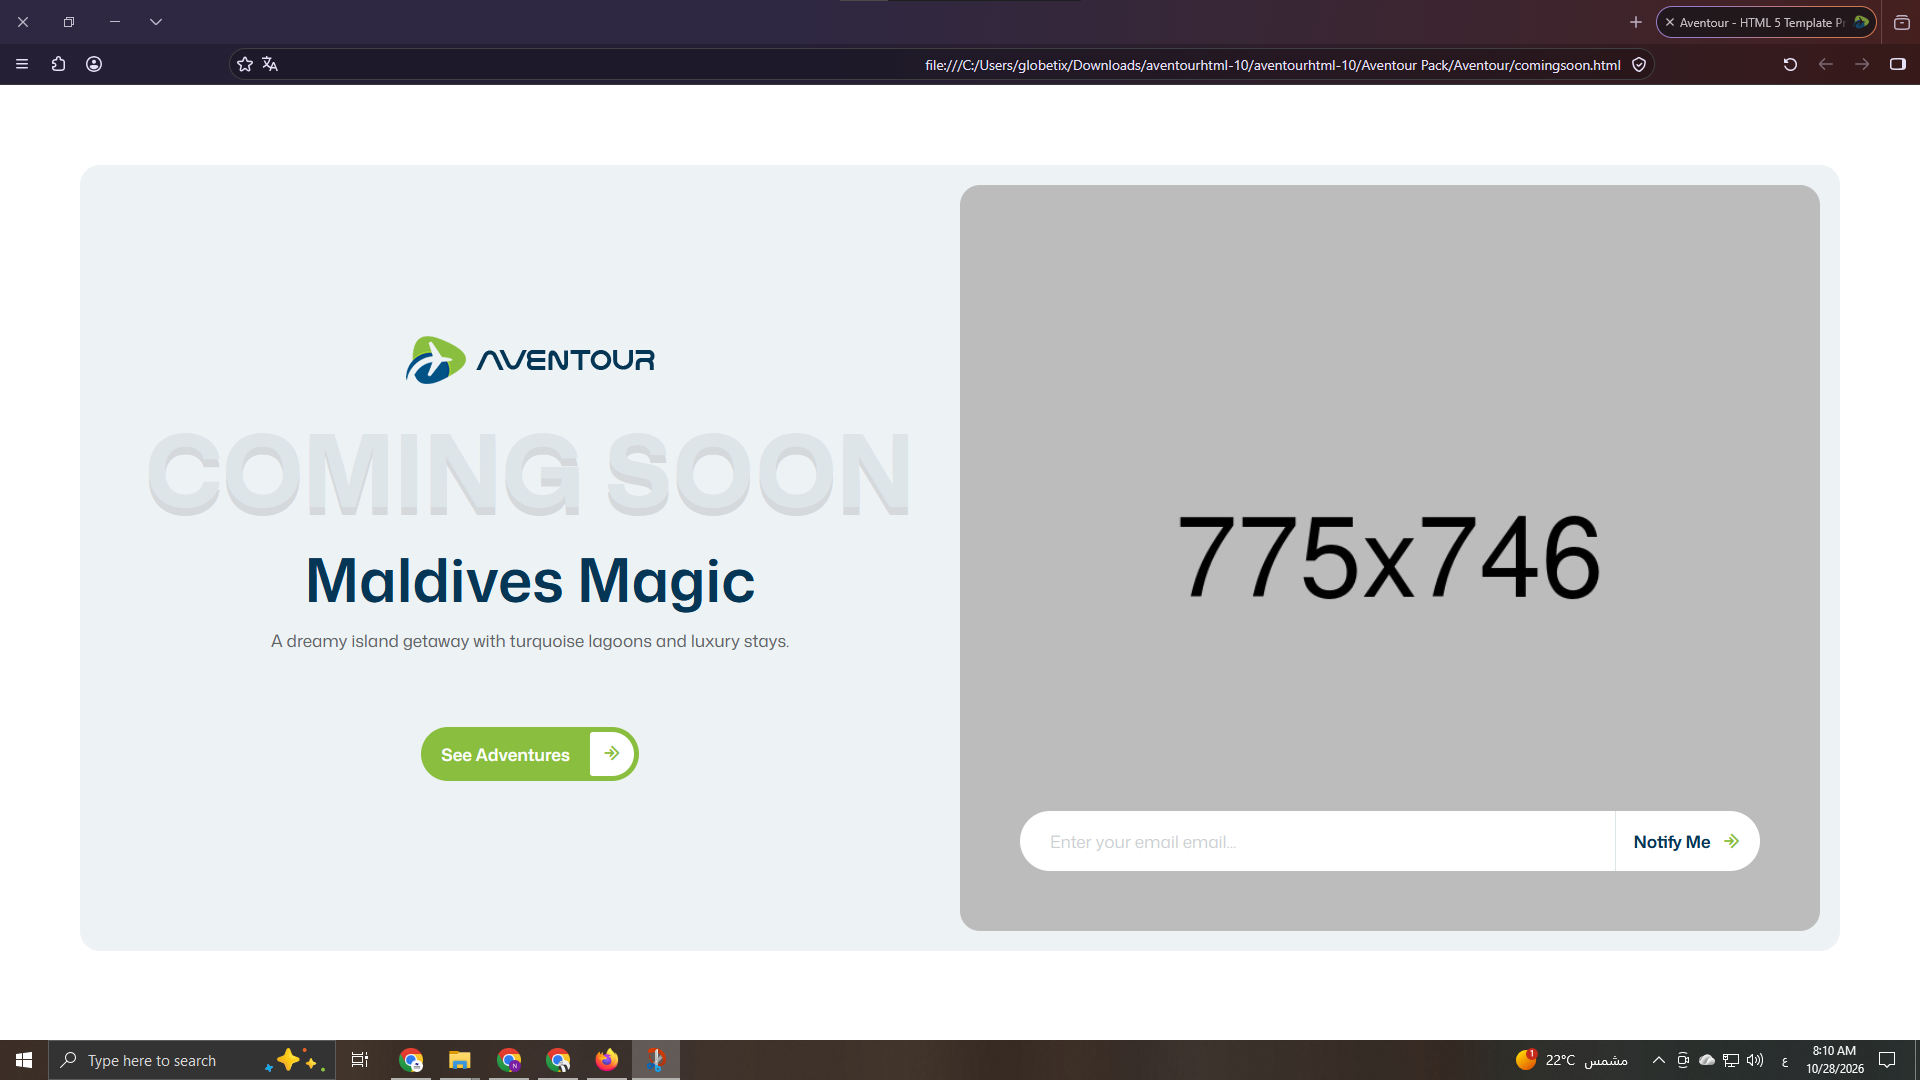 Aventour - HTML 5 Template Pr
file:///C:/Users/globetix/Downloads/aventourhtml-10/aventourhtml-10/Aventour Pack/Aventour/comingsoon.html
AVENTOUR
COMING SOON
Maldives Magic
A dreamy island getaway with turquoise lagoons and luxury stays.
See Adventures
775x746
Enter your email email...
Notify Me
Type here to search
N
1
22°C مشمس
ع
8:10 AM
10/28/2026